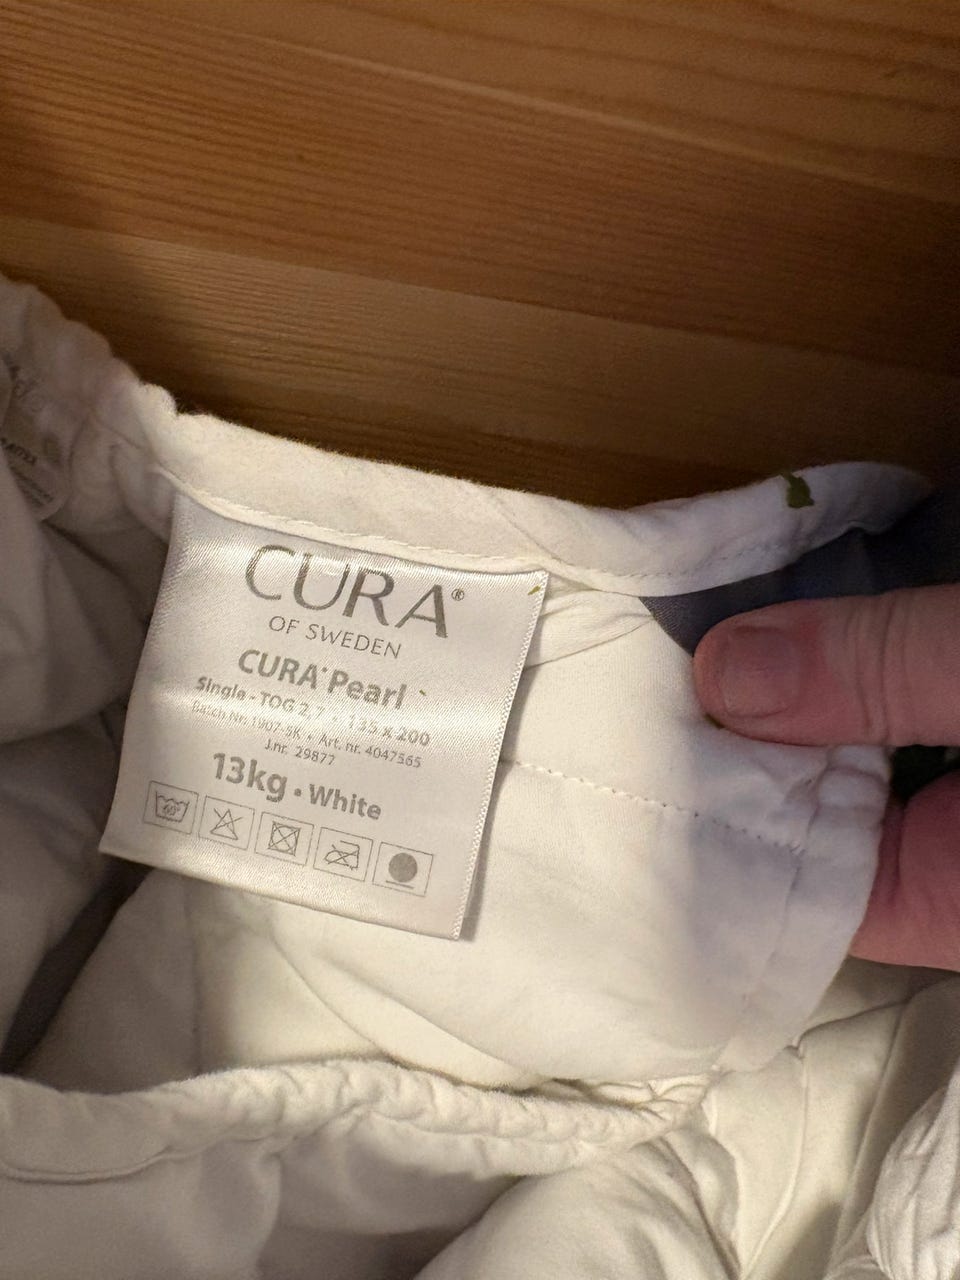 CURA®
OF SWEDEN
CURA® Pearl
Single - TOG 2,7 • 135 x 200
Batch Nr. 1907-SK • Art. nr. 4047565
J.nr. 29877
13kg • White
60°